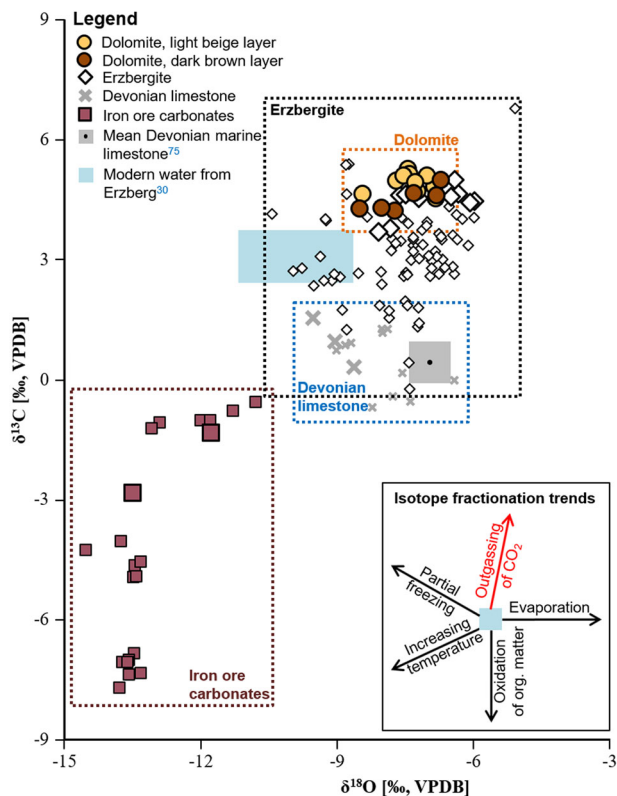 Legend
Dolomite, light beige layer
Dolomite, dark brown layer
Erzbergite
Devonian limestone
Iron ore carbonates
Mean Devonian marine
limestone75
Modern water from
Erzberg30
9
6
3
0
-3
-6
-9
δ13C [‰, VPDB]
Erzbergite
Dolomite
Devonian
limestone
Iron ore
carbonates
Isotope fractionation trends
Outgassing
of CO2
Partial
freezing
Evaporation
Increasing
temperature
Oxidation
of org. matter
-15
-12
-9
-6
-3
δ18O [‰, VPDB]